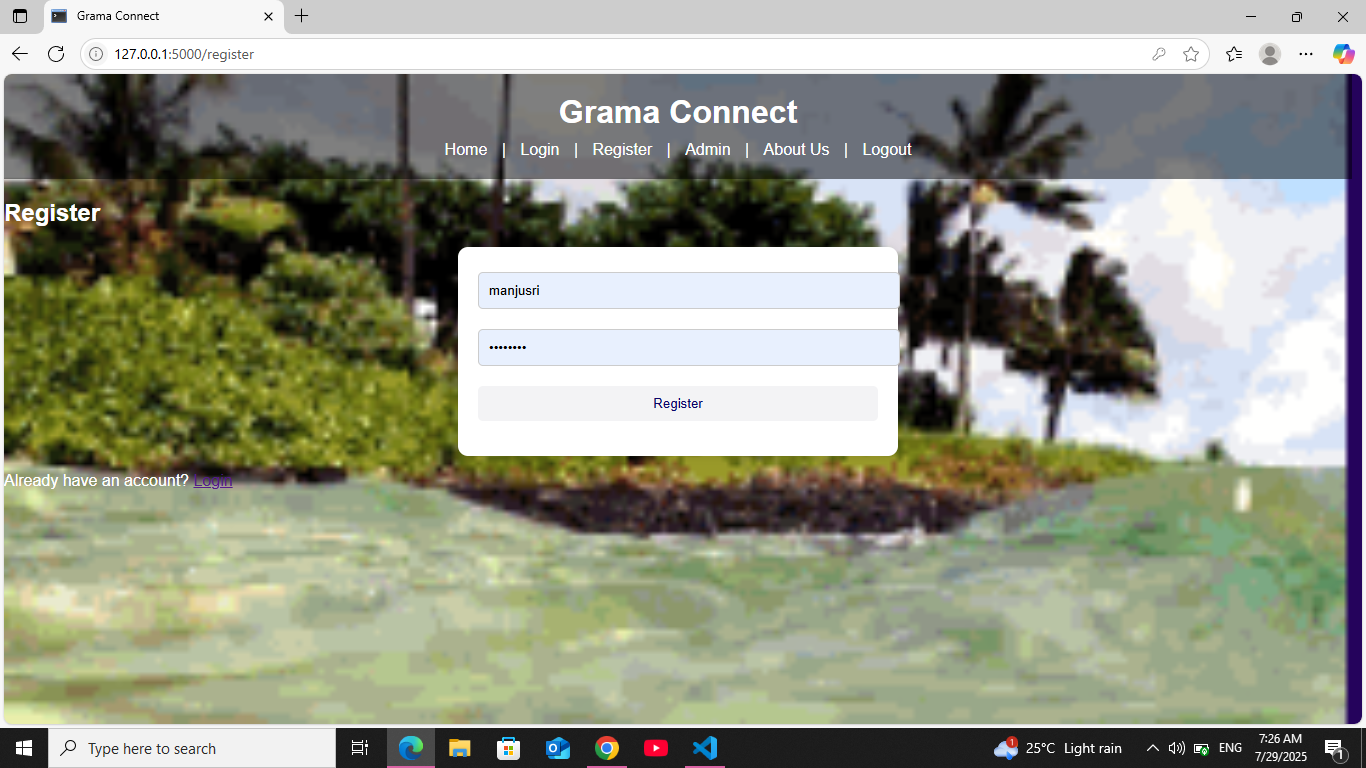 Grama Connect
127.0.0.1:5000/register
Grama Connect
Home | Login | Register | Admin | About Us | Logout
Register
manjusri
••••••••
Register
Already have an account? Login
Type here to search
1
25°C Light rain
ENG
7:26 AM
7/29/2025
1